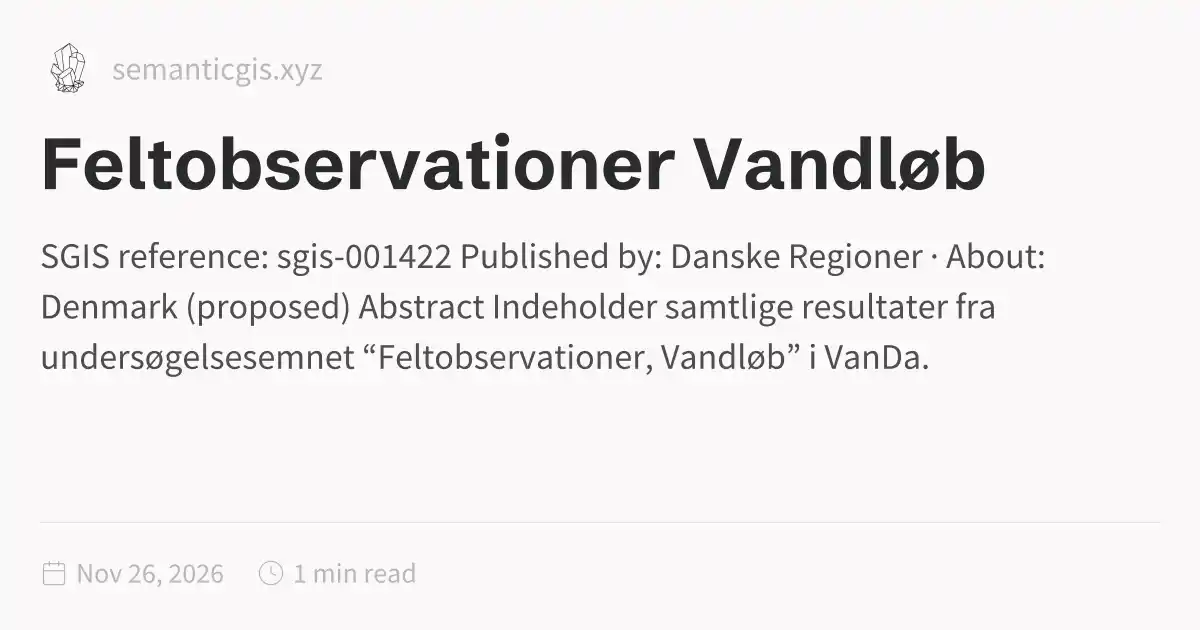 semanticgis.xyz
Feltobservationer Vandløb
SGIS reference: sgis-001422 Published by: Danske Regioner · About:
Denmark (proposed) Abstract Indeholder samtlige resultater fra
undersøgelsesemnet “Feltobservationer, Vandløb” i VanDa.
Nov 26, 2026 1 min read